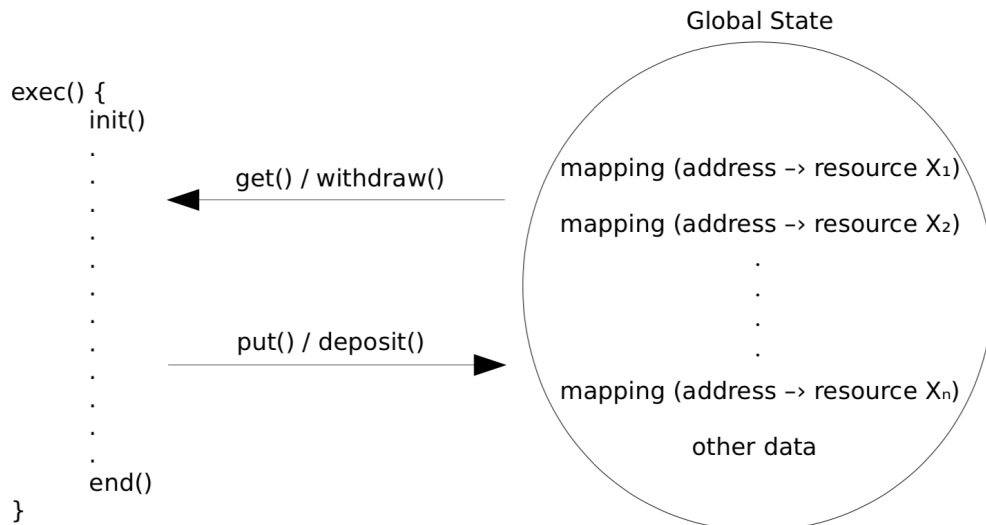 Global State
exec() {
init()
.
.
.
.
.
.
.
.
.
.
.
.
end()
}
get() / withdraw()
put() / deposit()
mapping (address –› resource X₁)
mapping (address –› resource X₂)
.
.
.
.
mapping (address –› resource Xₙ)
other data